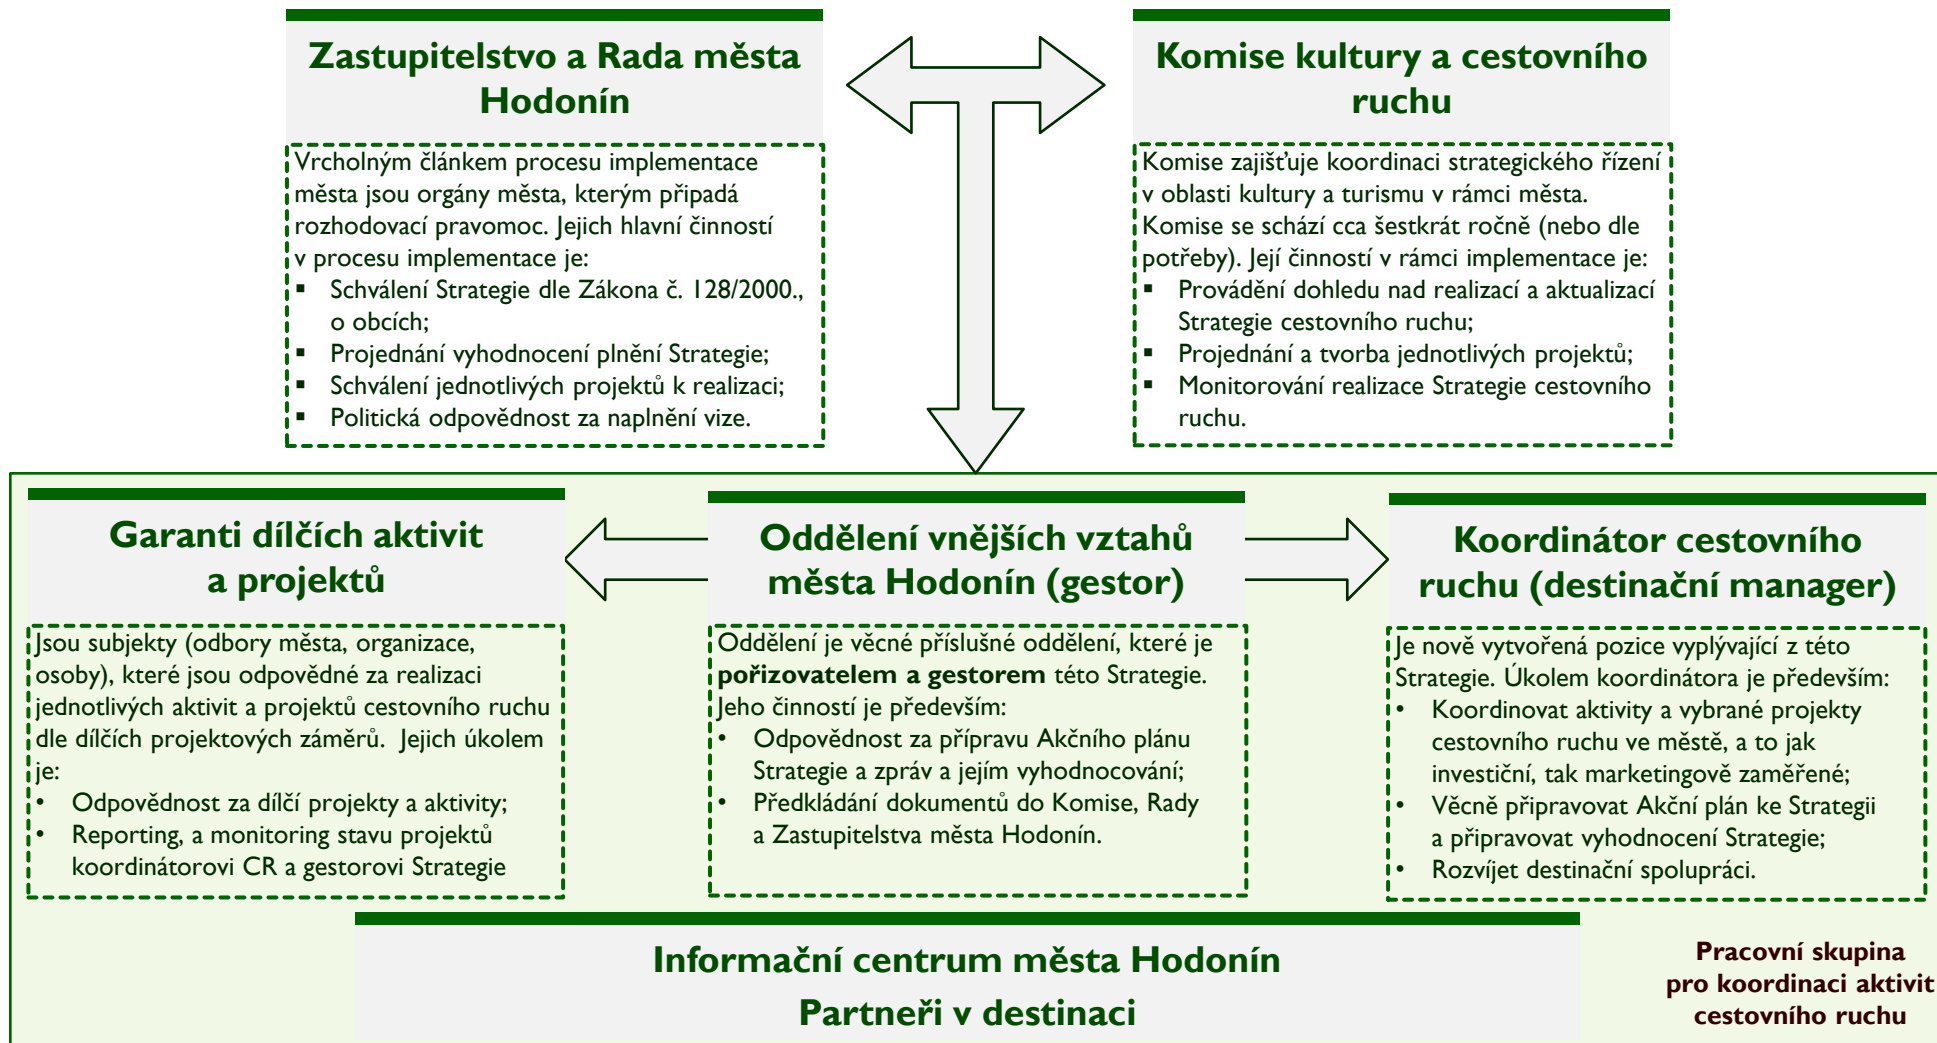 Zastupitelstvo a Rada města
Hodonín
Vrcholným článkem procesu implementace
města jsou orgány města, kterým připadá
rozhodovací pravomoc. Jejich hlavní činností
v procesu implementace je:
▪ Schválení Strategie dle Zákona č. 128/2000.,
o obcích;
▪ Projednání vyhodnocení plnění Strategie;
▪ Schválení jednotlivých projektů k realizaci;
▪ Politická odpovědnost za naplnění vize.
Komise kultury a cestovního
ruchu
Komise zajišťuje koordinaci strategického řízení
v oblasti kultury a turismu v rámci města.
Komise se schází cca šestkrát ročně (nebo dle
potřeby). Její činností v rámci implementace je:
▪ Provádění dohledu nad realizací a aktualizací
Strategie cestovního ruchu;
▪ Projednání a tvorba jednotlivých projektů;
▪ Monitorování realizace Strategie cestovního
ruchu.
Garanti dílčích aktivit
a projektů
Jsou subjekty (odbory města, organizace,
osoby), které jsou odpovědné za realizaci
jednotlivých aktivit a projektů cestovního ruchu
dle dílčích projektových záměrů.  Jejich úkolem
je:
• Odpovědnost za dílčí projekty a aktivity;
• Reporting, a monitoring stavu projektů
koordinátorovi CR a gestorovi Strategie
Oddělení vnějších vztahů
města Hodonín (gestor)
Oddělení je věcné příslušné oddělení, které je
pořizovatelem a gestorem této Strategie.
Jeho činností je především:
• Odpovědnost za přípravu Akčního plánu
Strategie a zpráv a jejím vyhodnocování;
• Předkládání dokumentů do Komise, Rady
a Zastupitelstva města Hodonín.
Koordinátor cestovního
ruchu (destinační manager)
Je nově vytvořená pozice vyplývající z této
Strategie. Úkolem koordinátora je především:
• Koordinovat aktivity a vybrané projekty
cestovního ruchu ve městě, a to jak
investiční, tak marketingově zaměřené;
• Věcně připravovat Akční plán ke Strategii
a připravovat vyhodnocení Strategie;
• Rozvíjet destinační spolupráci.
Informační centrum města Hodonín
Partneři v destinaci
Pracovní skupina
pro koordinaci aktivit
cestovního ruchu